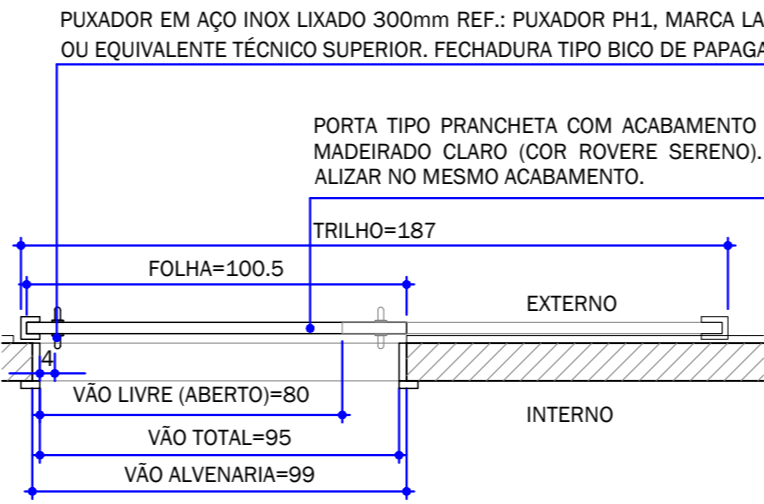 PUXADOR EM AÇO INOX LIXADO 300mm REF.: PUXADOR PH1, MARCA LA
OU EQUIVALENTE TÉCNICO SUPERIOR. FECHADURA TIPO BICO DE PAPAGA
PORTA TIPO PRANCHETA COM ACABAMENTO
MADEIRADO CLARO (COR ROVERE SERENO).
ALIZAR NO MESMO ACABAMENTO.
TRILHO=187
FOLHA=100.5
EXTERNO
4
VÃO LIVRE (ABERTO)=80
INTERNO
VÃO TOTAL=95
VÃO ALVENARIA=99